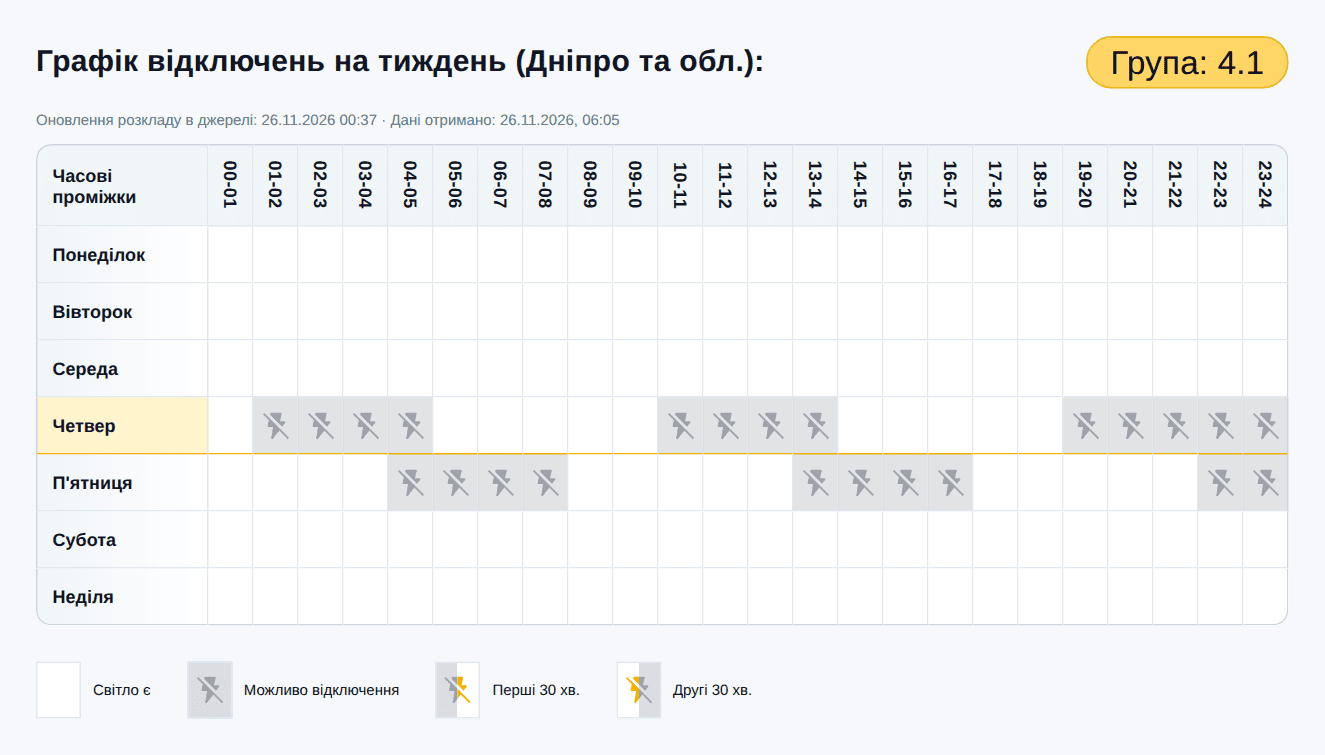 Графік відключень на тиждень (Дніпро та обл.):
Група: 4.1
Оновлення розкладу в джерелі: 26.11.2026 00:37 · Дані отримано: 26.11.2026, 06:05
Часові
проміжки
00-01
01-02
02-03
03-04
04-05
05-06
06-07
07-08
08-09
09-10
10-11
11-12
12-13
13-14
14-15
15-16
16-17
17-18
18-19
19-20
20-21
21-22
22-23
23-24
Понеділок
Вівторок
Середа
Четвер
П'ятниця
Субота
Неділя
Світло є
Можливо відключення
Перші 30 хв.
Другі 30 хв.